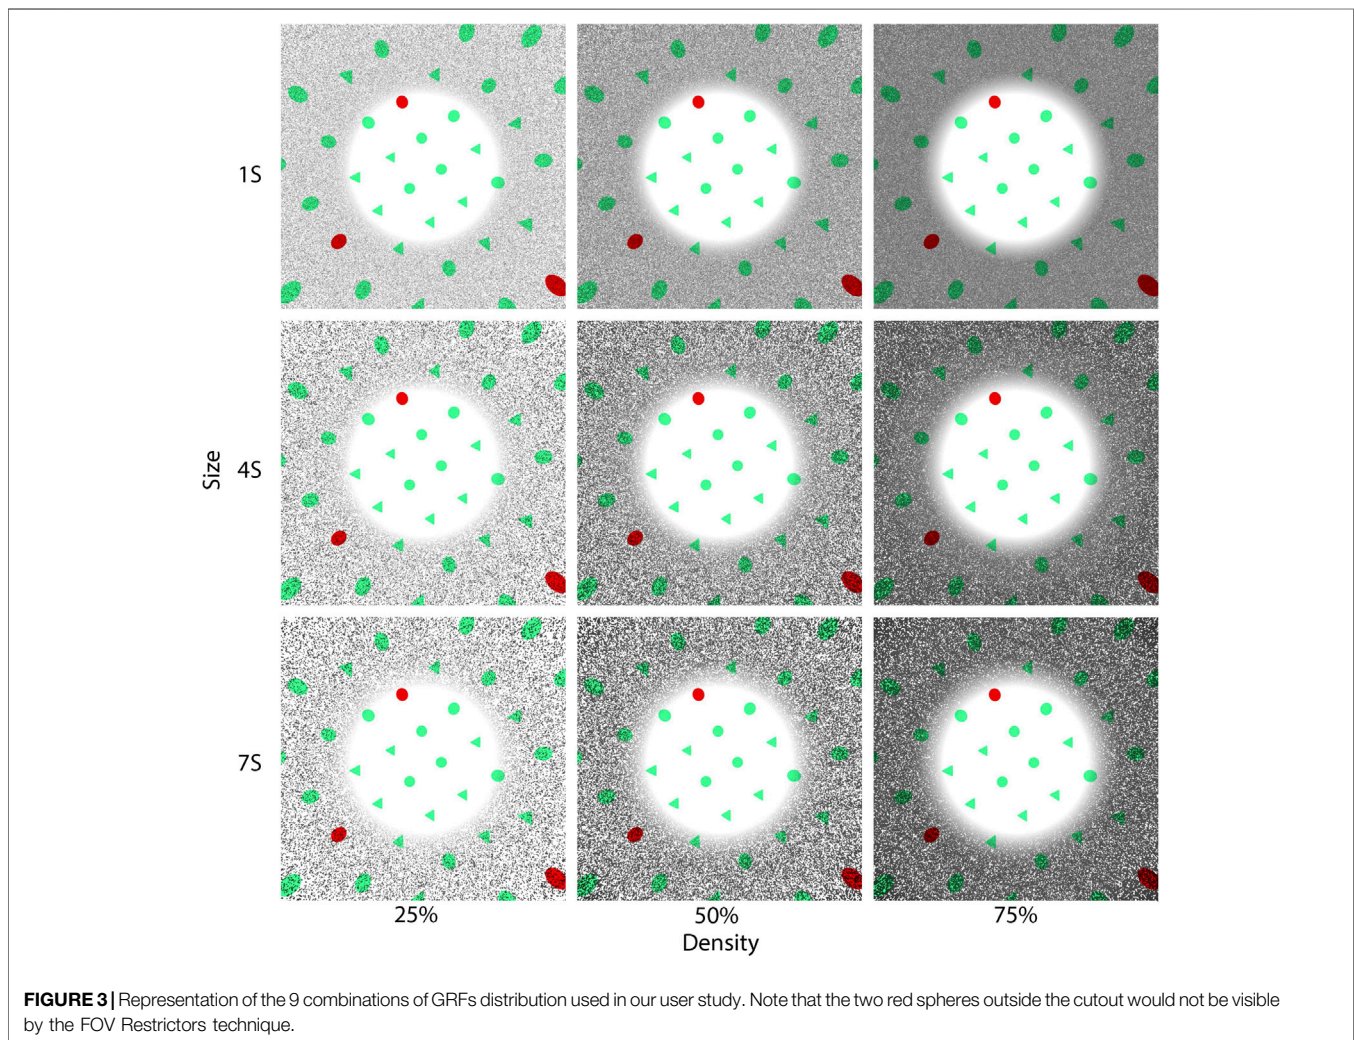 1S
4S
Size
7S
25%
50%
75%
Density
FIGURE 3 | Representation of the 9 combinations of GRFs distribution used in our user study. Note that the two red spheres outside the cutout would not be visible
by the FOV Restrictors technique.